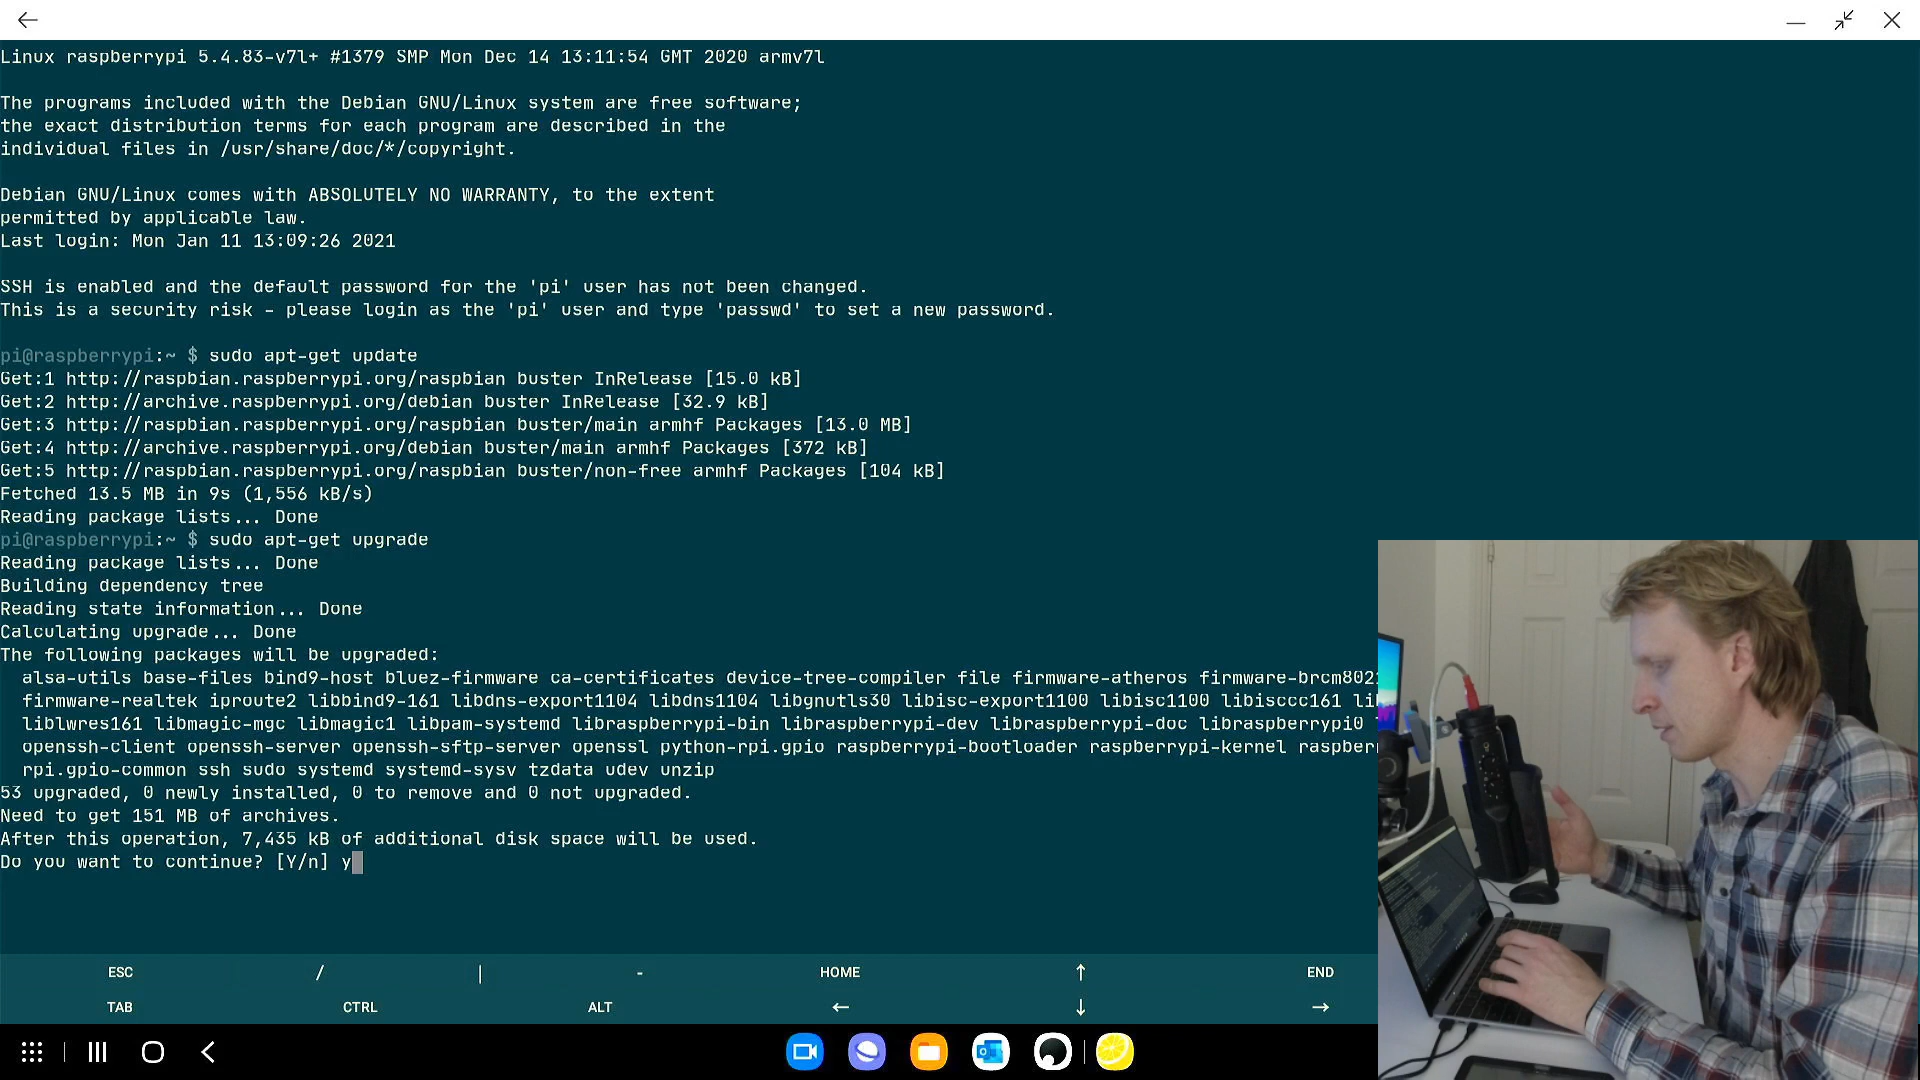 Linux raspberrypi 5.4.83-v7l+ #1379 SMP Mon Dec 14 13:11:54 GMT 2020 armv7l
The programs included with the Debian GNU/Linux system are free software;
the exact distribution terms for each program are described in the
individual files in /usr/share/doc/*/copyright.
Debian GNU/Linux comes with ABSOLUTELY NO WARRANTY, to the extent
permitted by applicable law.
Last login: Mon Jan 11 13:09:26 2021
SSH is enabled and the default password for the 'pi' user has not been changed.
This is a security risk - please login as the 'pi' user and type 'passwd' to set a new password.
pi@raspberrypi:~ $ sudo apt-get update
Get:1 http://raspbian.raspberrypi.org/raspbian buster InRelease [15.0 kB]
Get:2 http://archive.raspberrypi.org/debian buster InRelease [32.9 kB]
Get:3 http://raspbian.raspberrypi.org/raspbian buster/main armhf Packages [13.0 MB]
Get:4 http://archive.raspberrypi.org/debian buster/main armhf Packages [372 kB]
Get:5 http://raspbian.raspberrypi.org/raspbian buster/non-free armhf Packages [104 kB]
Fetched 13.5 MB in 9s (1,556 kB/s)
Reading package lists... Done
pi@raspberrypi:~ $ sudo apt-get upgrade
Reading package lists... Done
Building dependency tree
Reading state information... Done
Calculating upgrade... Done
The following packages will be upgraded:
alsa-utils base-files bind9-host bluez-firmware ca-certificates device-tree-compiler file firmware-atheros firmware-brcm802
firmware-realtek iproute2 libbind9-161 libdns-export1104 libdns1104 libgnutls30 libisc-export1100 libisc1100 libisccc161 li
liblwres161 libmagic-mgc libmagic1 libpam-systemd libraspberrypi-bin libraspberrypi-dev libraspberrypi-doc libraspberrypi0
openssh-client openssh-server openssh-sftp-server openssl python-rpi.gpio raspberrypi-bootloader raspberrypi-kernel raspber
rpi.gpio-common ssh sudo systemd systemd-sysv tzdata udev unzip
53 upgraded, 0 newly installed, 0 to remove and 0 not upgraded.
Need to get 151 MB of archives.
After this operation, 7,435 kB of additional disk space will be used.
Do you want to continue? [Y/n] y
ESC / | - HOME ↑ END
TAB CTRL ALT ← ↓ →